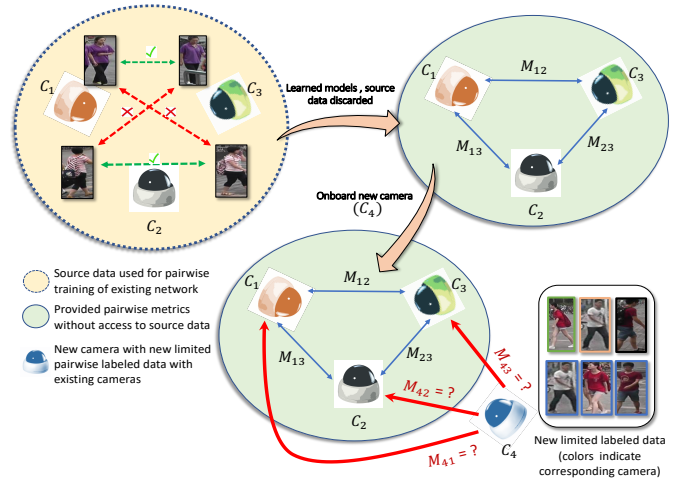 C₁
C₃
C₂
Learned models , source
data discarded
C₁
M₁₂
C₃
M₁₃
M₂₃
C₂
Onboard new camera
(C₄)
C₁
M₁₂
C₃
M₁₃
M₂₃
C₂
M₄₃ = ?
M₄₂ = ?
M₄₁ = ?
C₄
Source data used for pairwise
training of existing network
Provided pairwise metrics
without access to source data
New camera with new limited
pairwise labeled data with
existing cameras
New limited labeled data
(colors indicate
corresponding camera)